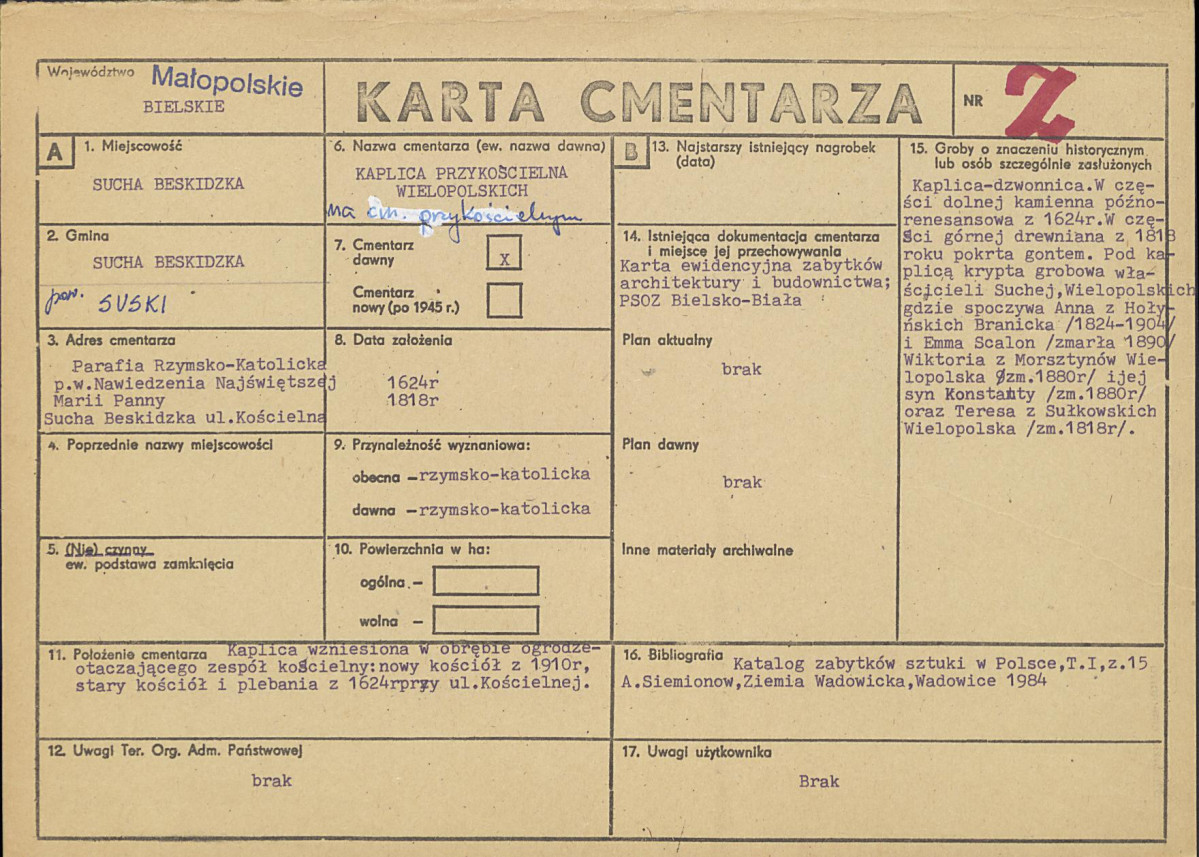 Województwo Małopolskie
BIELSKIE
KARTA CMENTARZA
NR Z
A
1. Miejscowość
SUCHA BESKIDZKA
2. Gmina
SUCHA BESKIDZKA
pow. SUSKI
3. Adres cmentarza
Parafia Rzymsko-Katolicka
p.w.Nawiedzenia Najświętszej
Marii Panny
Sucha Beskidzka ul.Kościelna
4. Poprzednie nazwy miejscowości
5. (Nie) czynny
ew. podstawa zamknięcia
6. Nazwa cmentarza (ew. nazwa dawna)
KAPLICA PRZYKOŚCIELNA
WIELOPOLSKICH
na cm. przykościelnym
7. Cmentarz
dawny X
Cmentarz
nowy (po 1945 r.)
8. Data założenia
1624r
1818r
9. Przynależność wyznaniowa:
obecna – rzymsko-katolicka
dawna – rzymsko-katolicka
10. Powierzchnia w ha:
ogólna –
wolna –
11. Położenie cmentarza Kaplica wzniesiona w obrębie ogrodze-
otaczającego zespół kościelny:nowy kościół z 1910r,
stary kościół i plebania z 1624rprzy ul.Kościelnej.
12. Uwagi Ter. Org. Adm. Państwowej
brak
B
13. Najstarszy istniejący nagrobek
(data)
14. Istniejąca dokumentacja cmentarza
i miejsce jej przechowywania
Karta ewidencyjna zabytków
architektury i budownictwa;
PSOZ Bielsko-Biała
Plan aktualny
brak
Plan dawny
brak
Inne materiały archiwalne
15. Groby o znaczeniu historycznym
lub osób szczególnie zasłużonych
Kaplica-dzwonnica.W czę-
ści dolnej kamienna późno-
renesansowa z 1624r.W czę-
ści górnej drewniana z 1818
roku pokrta gontem. Pod ka-
plicą krypta grobowa wła-
ścicieli Suchej,Wielopolskich
gdzie spoczywa Anna z Hoły-
ńskich Branicka /1824-1904/
i Emma Scalon /zmarła 1890/
Wiktoria z Morsztynów Wie-
lopolska /zm.1880r/ ijej
syn Konstanty /zm.1880r/
oraz Teresa z Sułkowskich
Wielopolska /zm.1818r/.
16. Bibliografia Katalog zabytków sztuki w Polsce,T.I,z.15
A.Siemionow,Ziemia Wadowicka,Wadowice 1984
17. Uwagi użytkownika
Brak